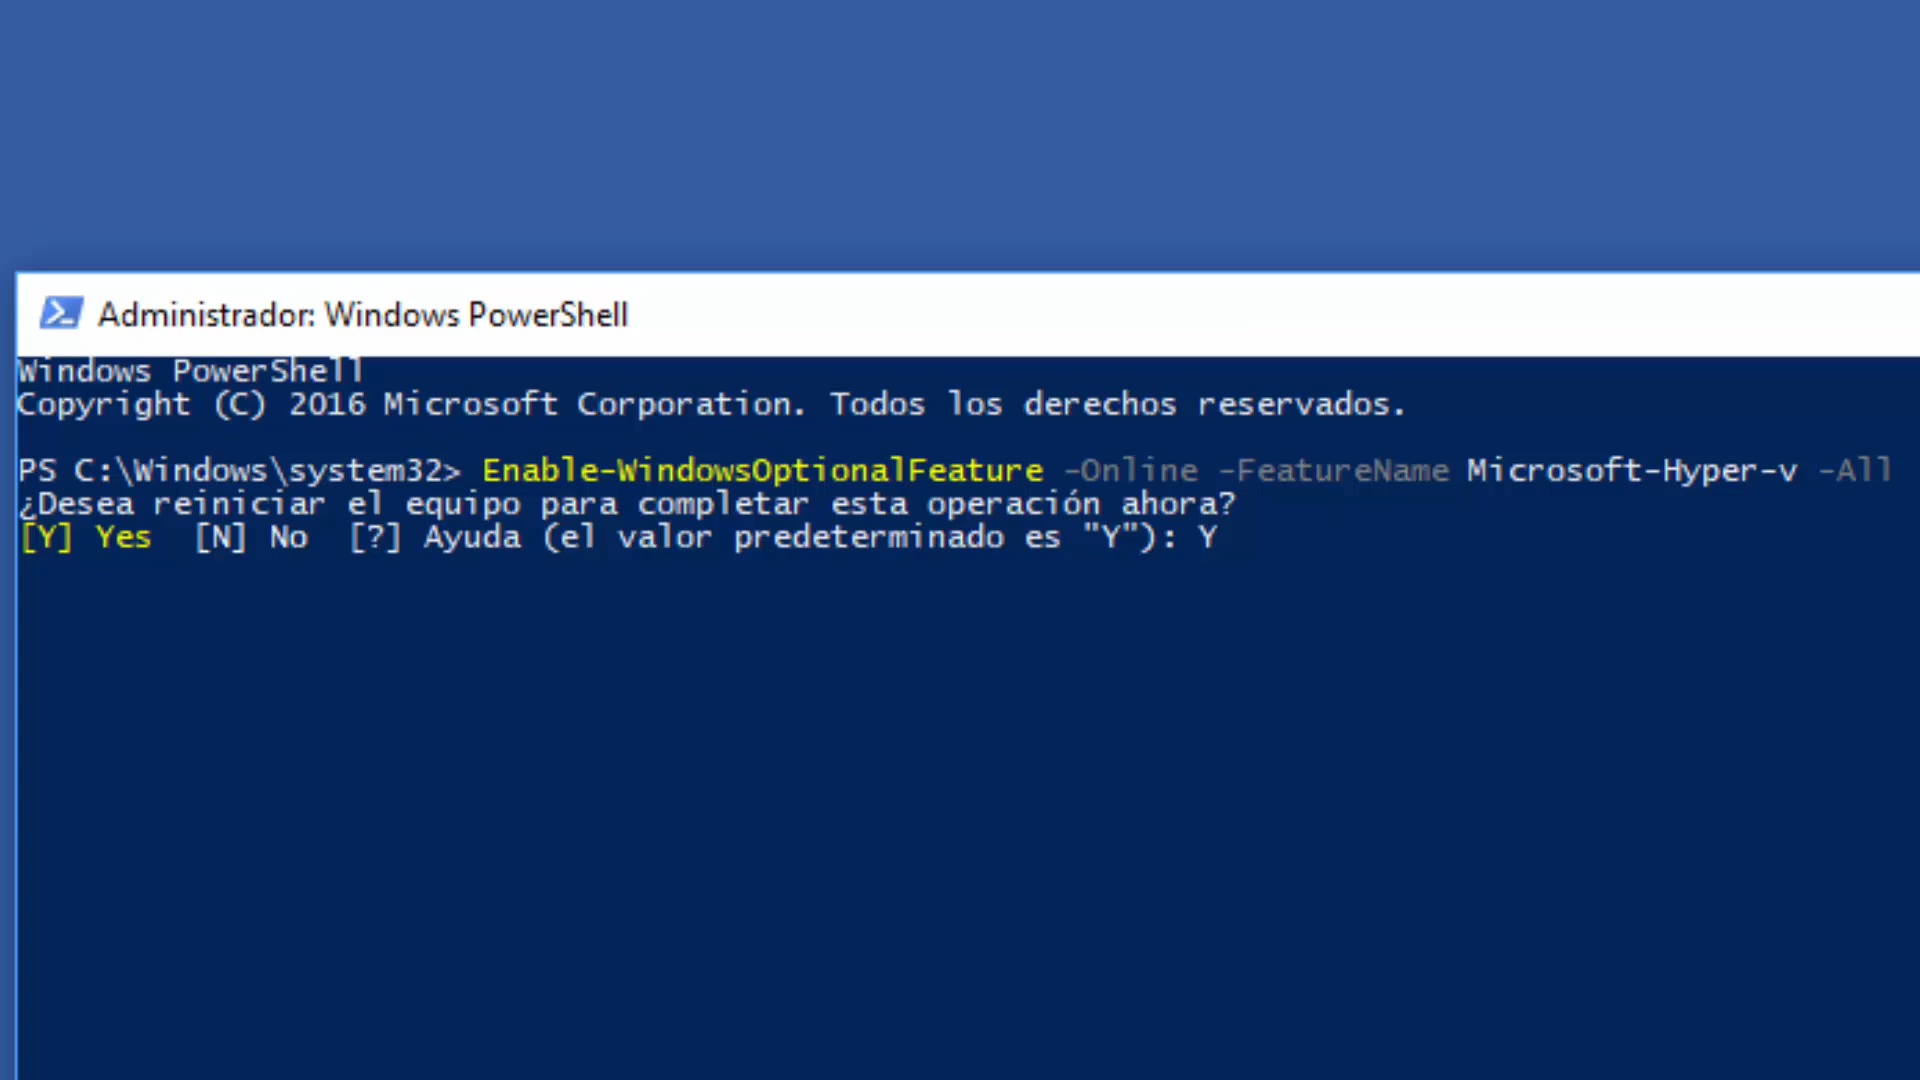 Administrador: Windows PowerShell
Windows PowerShell
Copyright (C) 2016 Microsoft Corporation. Todos los derechos reservados.
PS C:\Windows\system32> Enable-WindowsOptionalFeature -Online -FeatureName Microsoft-Hyper-v -All
¿Desea reiniciar el equipo para completar esta operación ahora?
[Y] Yes  [N] No  [?] Ayuda (el valor predeterminado es "Y"): Y